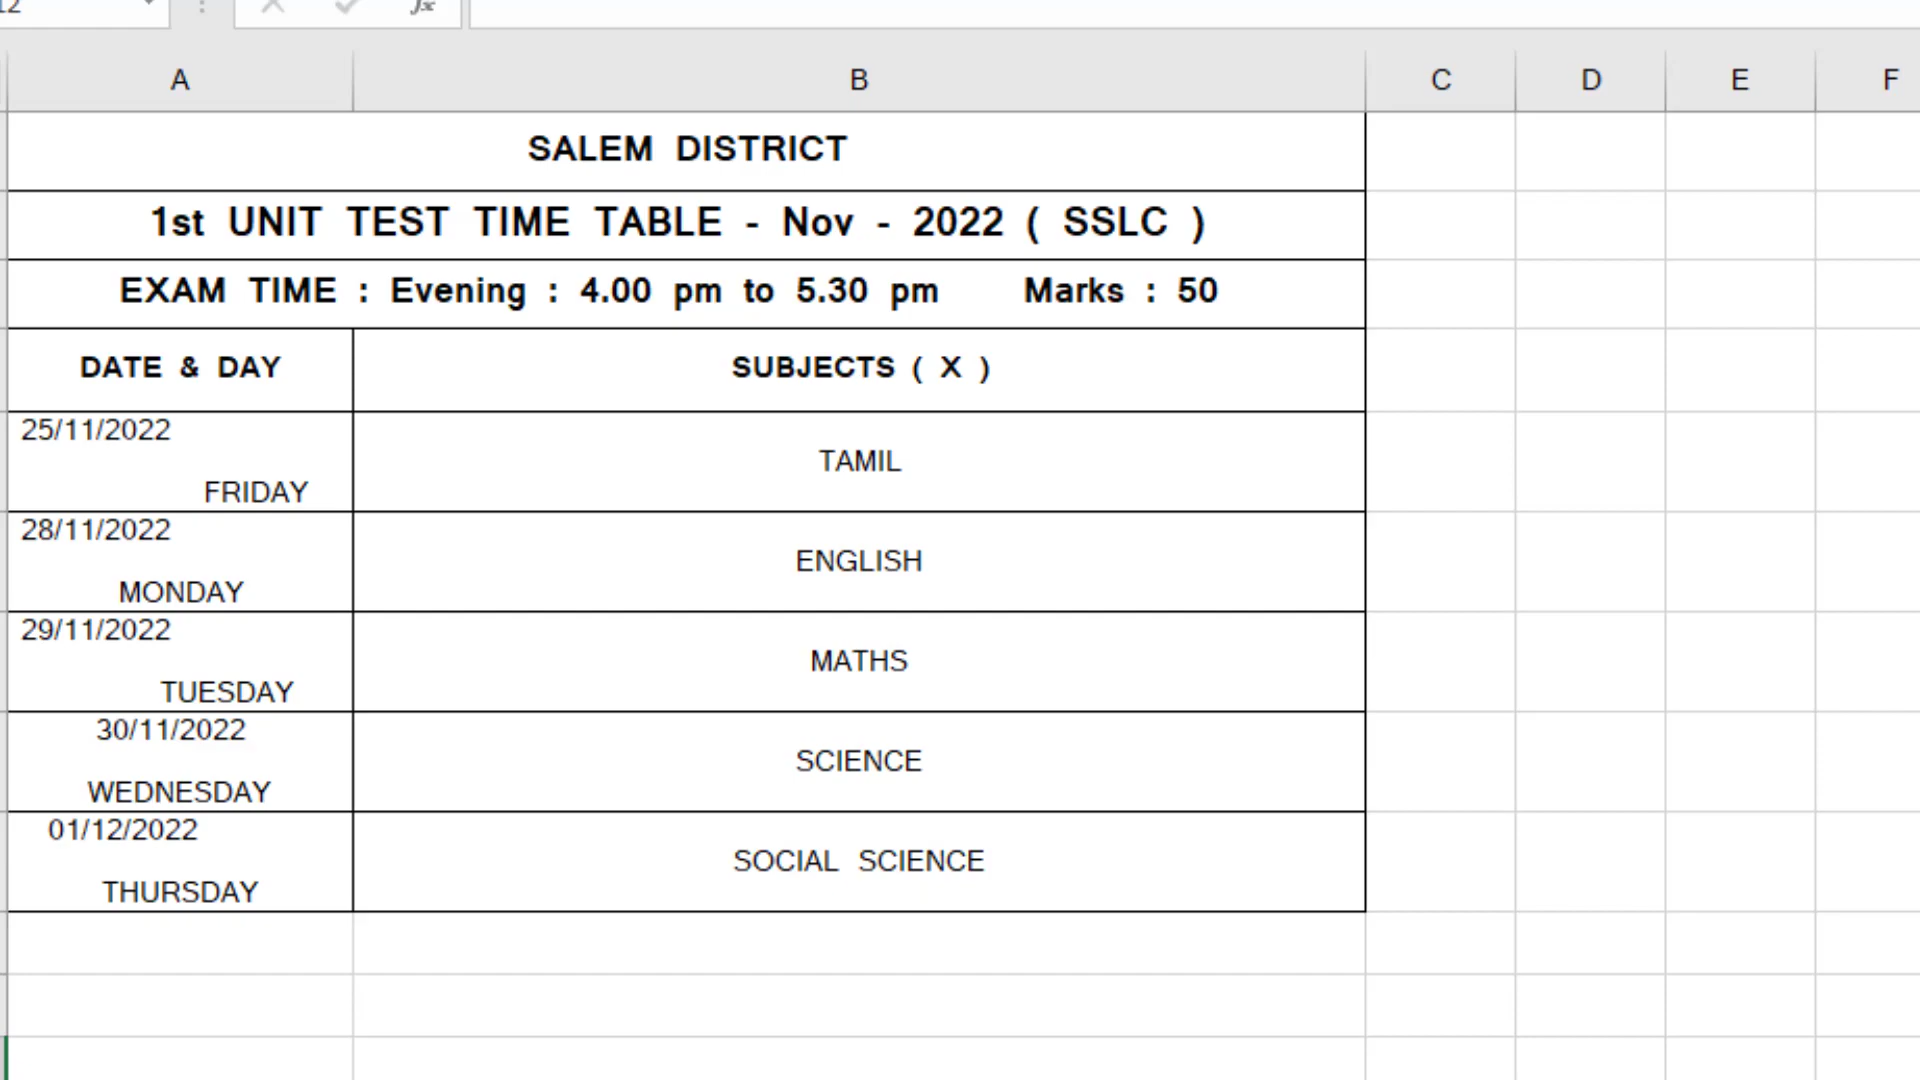 A B C D E F
SALEM DISTRICT
1st UNIT TEST TIME TABLE - Nov - 2022 ( SSLC )
EXAM TIME : Evening : 4.00 pm to 5.30 pm Marks : 50
DATE & DAY SUBJECTS ( X )
25/11/2022
FRIDAY
TAMIL
28/11/2022
MONDAY
ENGLISH
29/11/2022
TUESDAY
MATHS
30/11/2022
WEDNESDAY
SCIENCE
01/12/2022
THURSDAY
SOCIAL SCIENCE